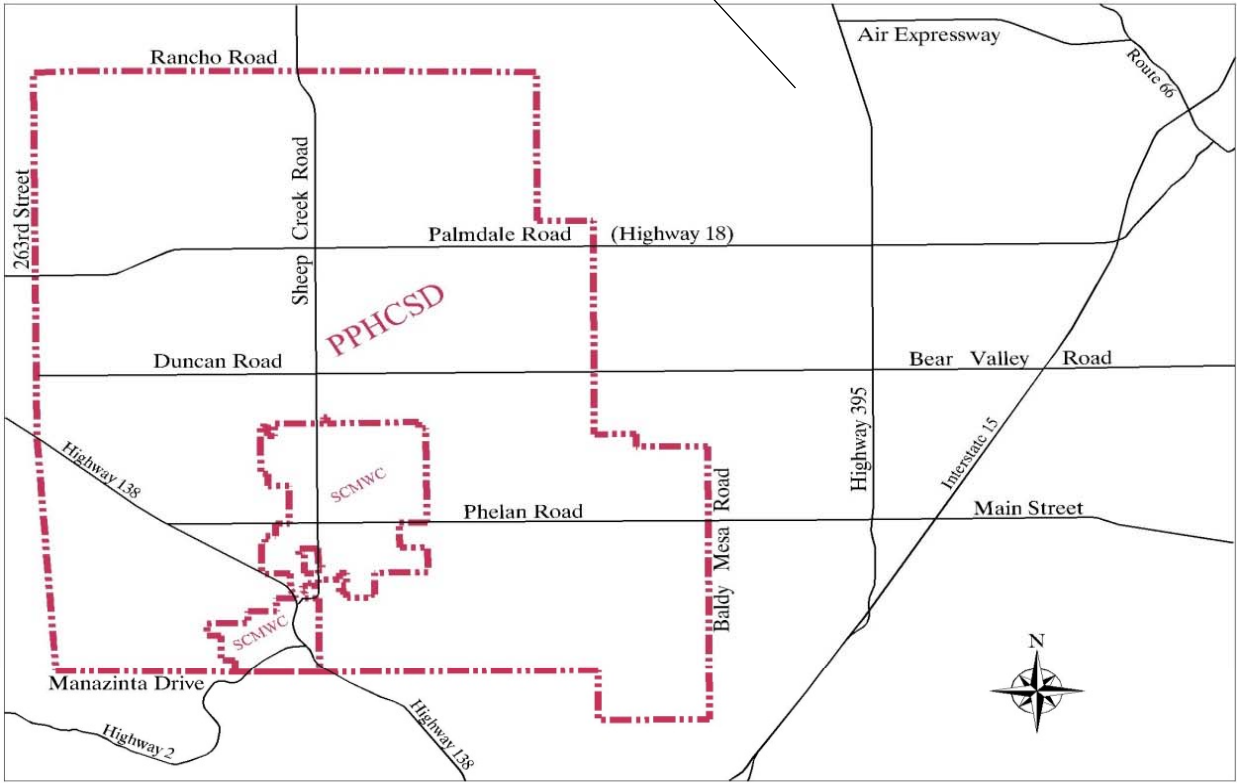 Air Expressway
Rancho Road
Route 66
263rd Street
Sheep Creek Road
Palmdale Road (Highway 18)
PPHCSD
Duncan Road
Bear Valley Road
Highway 138
SCMWC
Highway 395
Interstate 15
Phelan Road
Main Street
Baldy Mesa Road
SCMWC
N
Manazinta Drive
Highway 2
Highway 138